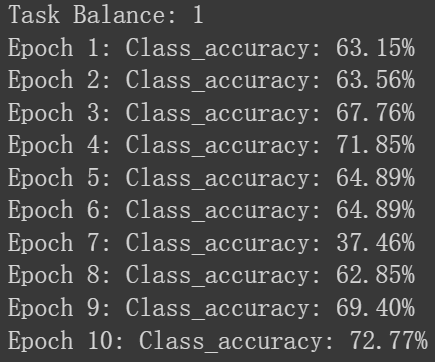 Task Balance: 1
Epoch 1: Class_accuracy: 63.15%
Epoch 2: Class_accuracy: 63.56%
Epoch 3: Class_accuracy: 67.76%
Epoch 4: Class_accuracy: 71.85%
Epoch 5: Class_accuracy: 64.89%
Epoch 6: Class_accuracy: 64.89%
Epoch 7: Class_accuracy: 37.46%
Epoch 8: Class_accuracy: 62.85%
Epoch 9: Class_accuracy: 69.40%
Epoch 10: Class_accuracy: 72.77%